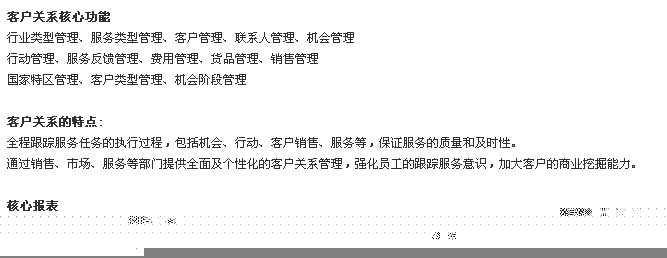 客户关系核心功能
行业类型管理、服务类型管理、客户管理、联系人管理、机会管理
行动管理、服务反馈管理、费用管理、货品管理、销售管理
国家特区管理、客户类型管理、机会阶段管理
客户关系的特点:
全程跟踪服务任务的执行过程，包括机会、行动、客户销售、服务等，保证服务的质量和及时性。
通过销售、市场、服务等部门提供全面及个性化的客户关系管理，强化员工的跟踪服务意识，加大客户的商业挖掘能力。
核心报表